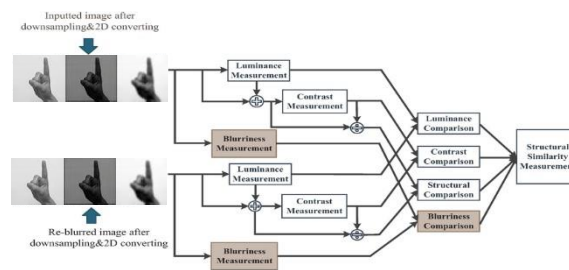 Inputted image after
downsampling&2D converting
Luminance
Measurement
Contrast
Measurement
Blurriness
Measurement
Luminance
Measurement
Contrast
Measurement
Blurriness
Measurement
Luminance
Comparison
Contrast
Comparison
Structural
Comparison
Blurriness
Comparison
Structural
Similarity
Measurement
Re-blurred image after
downsampling&2D converting